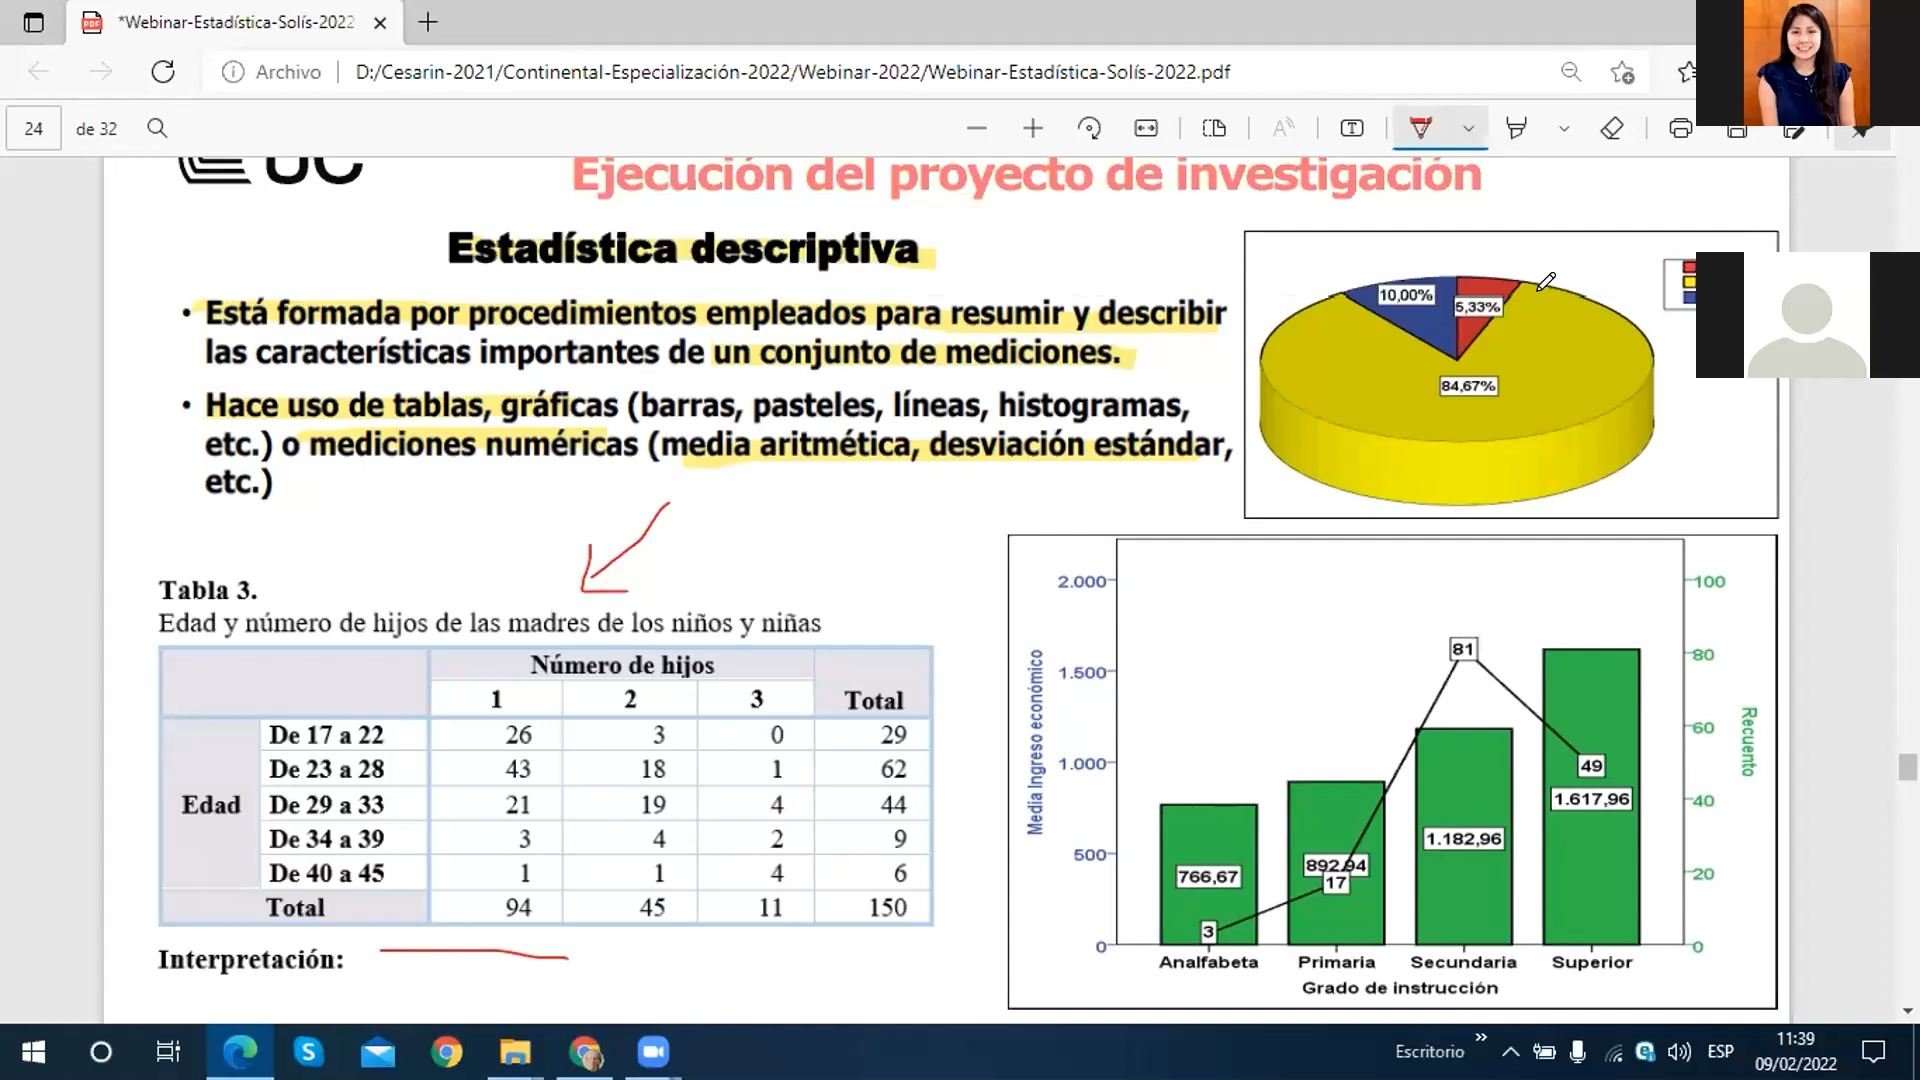 *Webinar-Estadística-Solís-2022
Archivo
D:/Cesarin-2021/Continental-Especialización-2022/Webinar-2022/Webinar-Estadística-Solís-2022.pdf
24 de 32
UC
Ejecución del proyecto de investigación
Estadística descriptiva
• Está formada por procedimientos empleados para resumir y describir
las características importantes de un conjunto de mediciones.
• Hace uso de tablas, gráficas (barras, pasteles, líneas, histogramas,
etc.) o mediciones numéricas (media aritmética, desviación estándar,
etc.)
10,00%
5,33%
84,67%
Tabla 3.
Edad y número de hijos de las madres de los niños y niñas
Número de hijos
1 2 3 Total
Edad
De 17 a 22 26 3 0 29
De 23 a 28 43 18 1 62
De 29 a 33 21 19 4 44
De 34 a 39 3 4 2 9
De 40 a 45 1 1 4 6
Total 94 45 11 150
Interpretación:
Media Ingreso económico
2.000
1.500
1.000
500
0
Recuento
100
80
60
40
20
0
81
49
17
3
766,67
892,94
1.182,96
1.617,96
Analfabeta Primaria Secundaria Superior
Grado de instrucción
Escritorio
ESP
11:39
09/02/2022